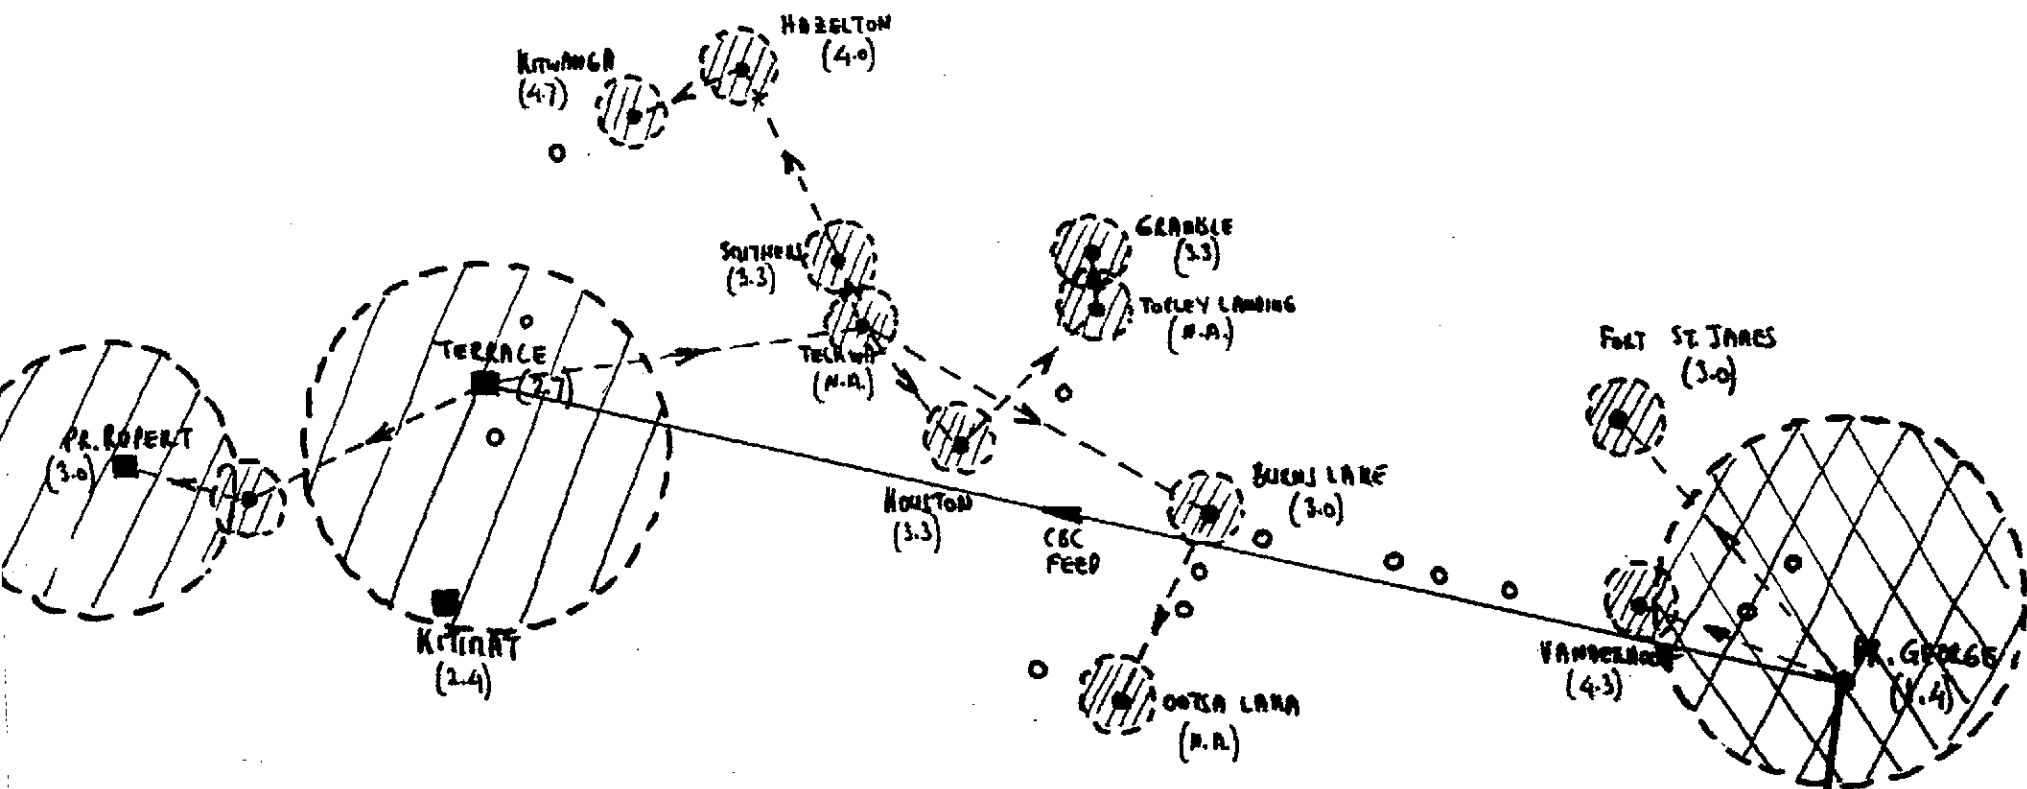 HAZELTON
(4.0)
KITWANGA
(4.7)
SMITHERS
(3.3)
GRANISLE
(3.3)
TOPLEY LANDING
(N.A.)
TELKWA
(N.A.)
FORT ST. JAMES
(3.0)
TERRACE
(2.7)
PR. RUPERT
(3.0)
HOUSTON
(3.3)
BURNS LAKE
(3.0)
CBC
FEED
KITIMAT
(2.4)
VANDERHOOF
(4.3)
PR. GEORGE
(1.4)
OOTSA LAKA
(N.A.)